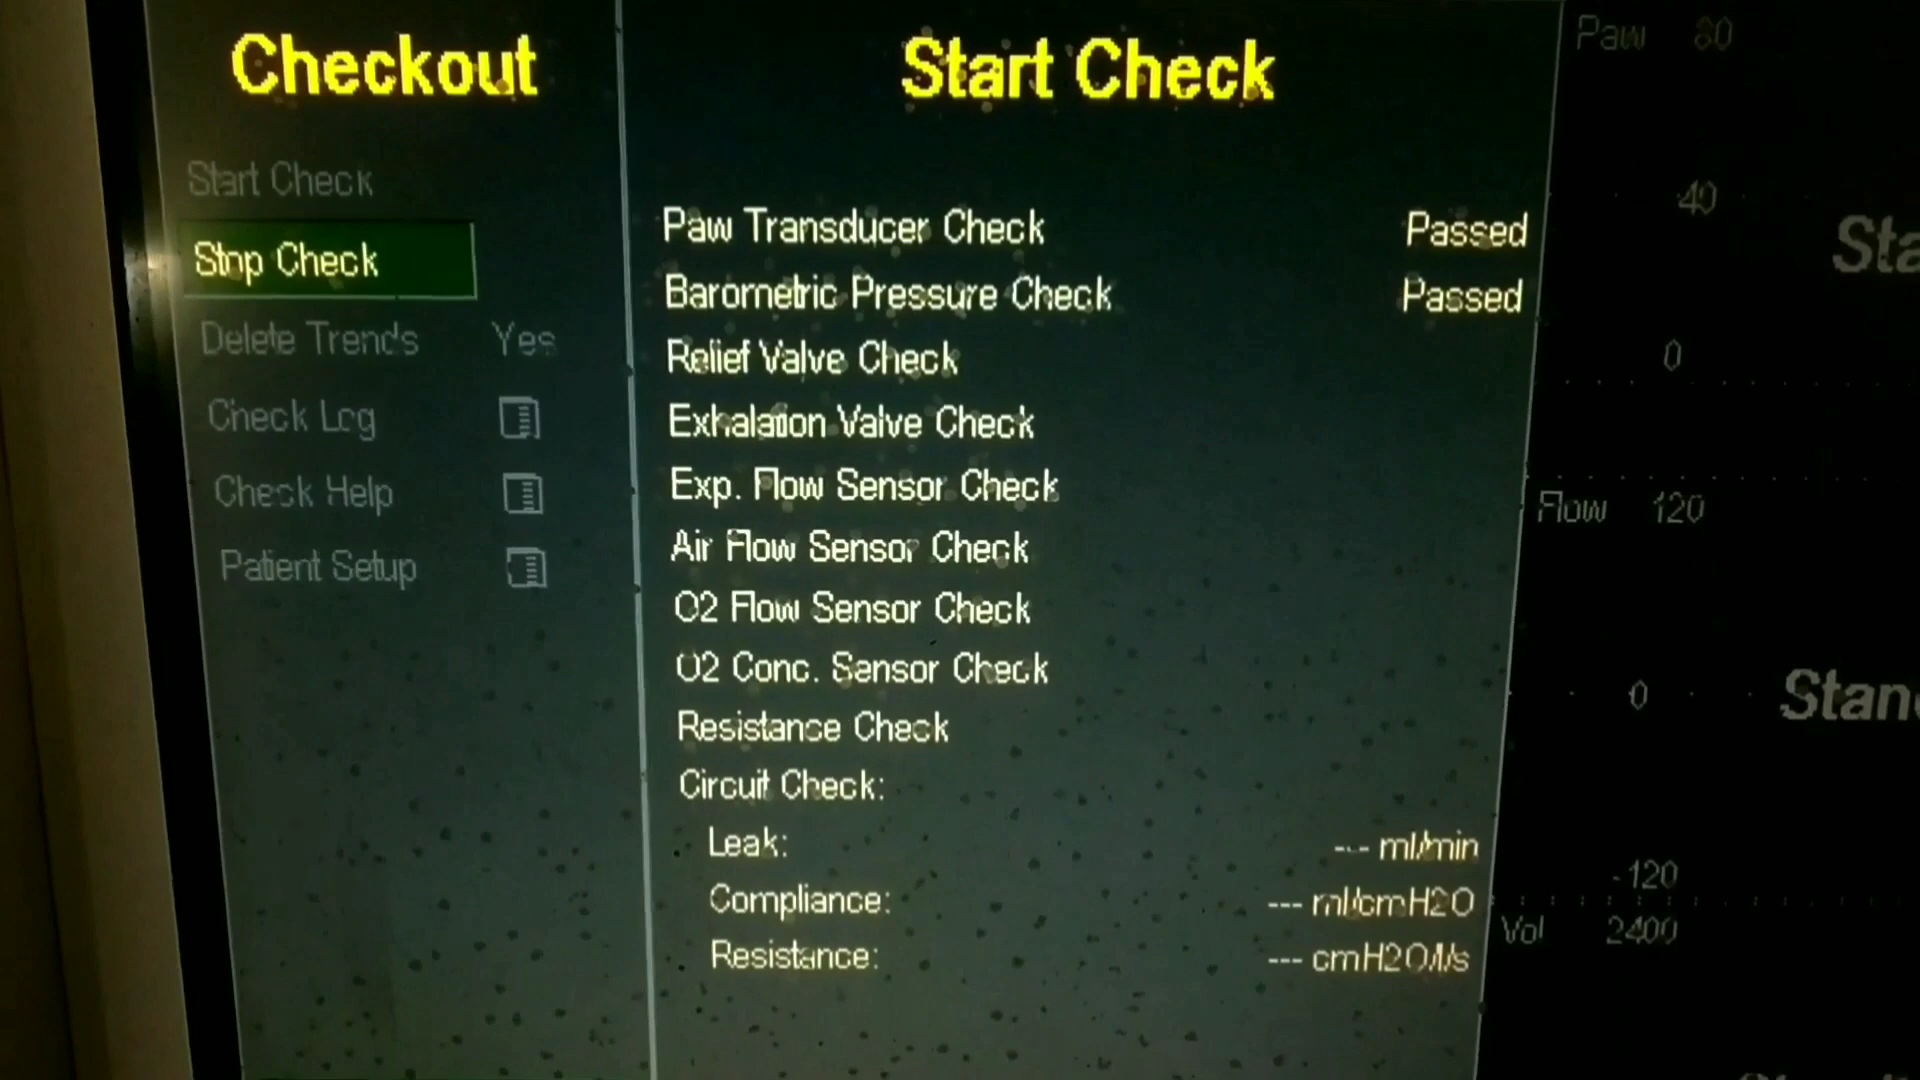 Checkout
Start Check
Stop Check
Delete Trends Yes
Check Log
Check Help
Patient Setup
Start Check
Paw Transducer Check Passed
Barometric Pressure Check Passed
Relief Valve Check
Exhalation Valve Check
Exp. Flow Sensor Check
Air Flow Sensor Check
O2 Flow Sensor Check
O2 Conc. Sensor Check
Resistance Check
Circuit Check:
Leak: --- ml/min
Compliance: --- ml/cmH2O
Resistance: --- cmH2O/l/s
Paw 80
40
0
Flow 120
0
-120
Vol 2400